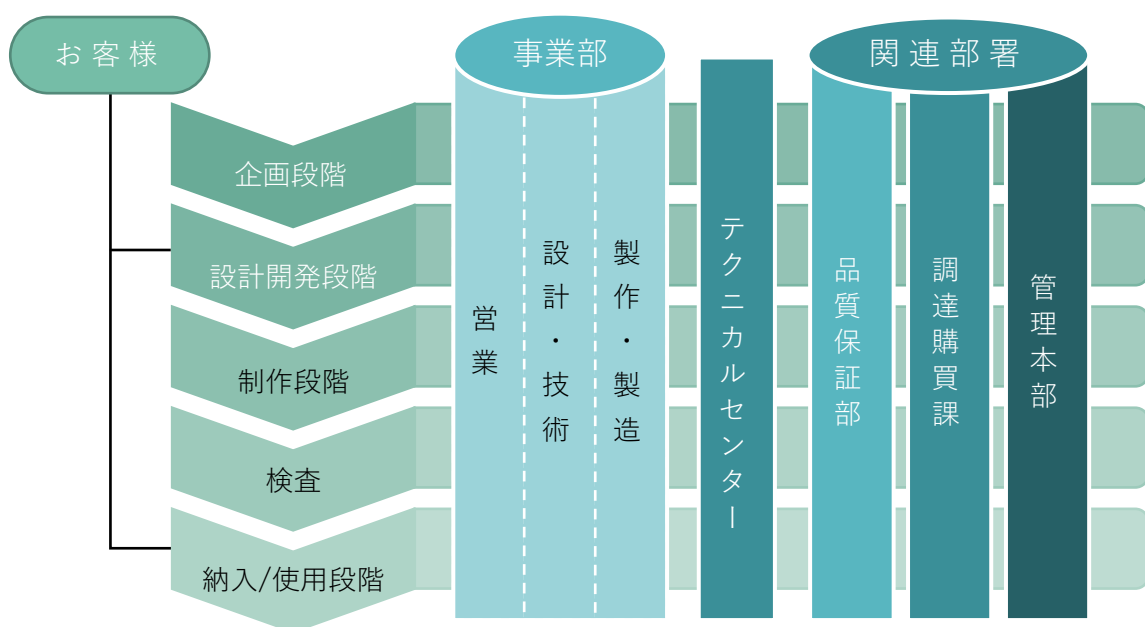 お客様
事業部
関連部署
企画段階
設計開発段階
制作段階
検査
納入/使用段階
営業
設計・技術
製作・製造
テクニカルセンター
品質保証部
調達購買課
管理本部